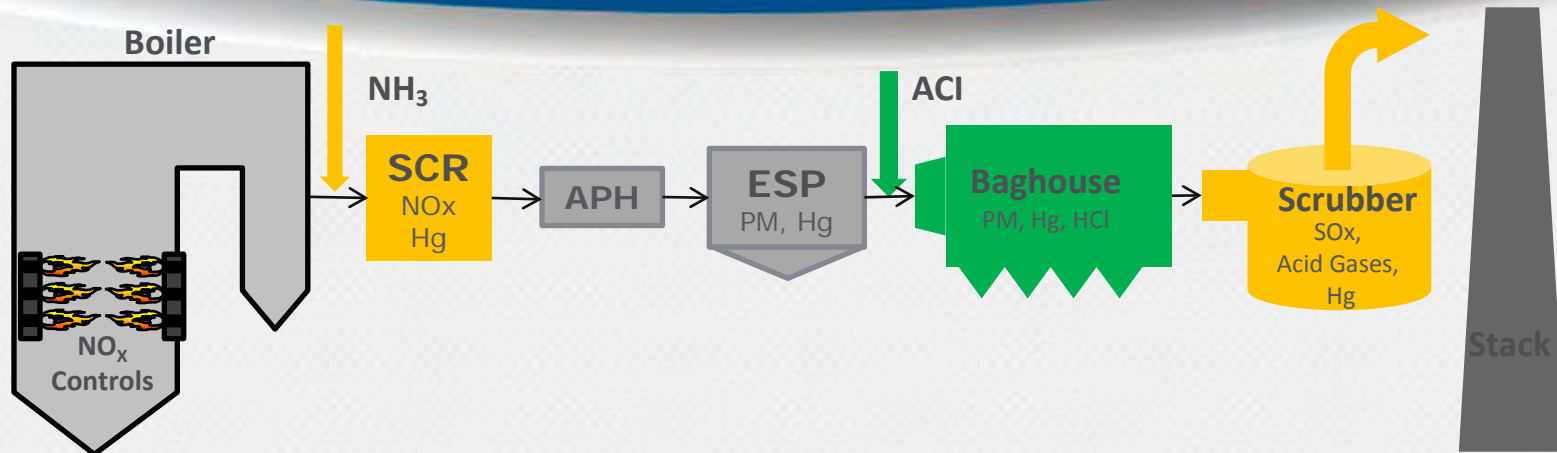 Boiler
NH₃
ACI
SCR
NOx
Hg
APH
ESP
PM, Hg
Baghouse
PM, Hg, HCl
Scrubber
SOx,
Acid Gases,
Hg
NOₓ
Controls
Stack